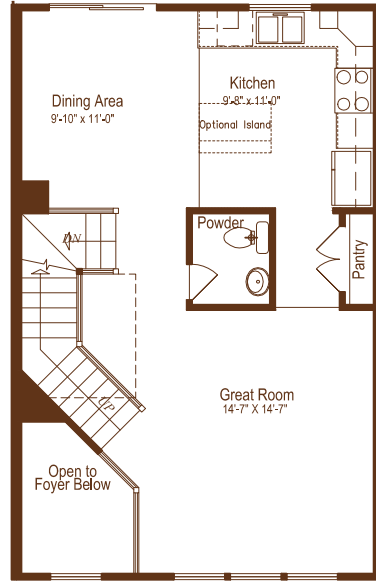 Kitchen
9'-8" x 11'-0"
Dining Area
9'-10" x 11'-0"
Optional Island
Powder
DN
Pantry
Great Room
14'-7" X 14'-7"
UP
Open to
Foyer Below